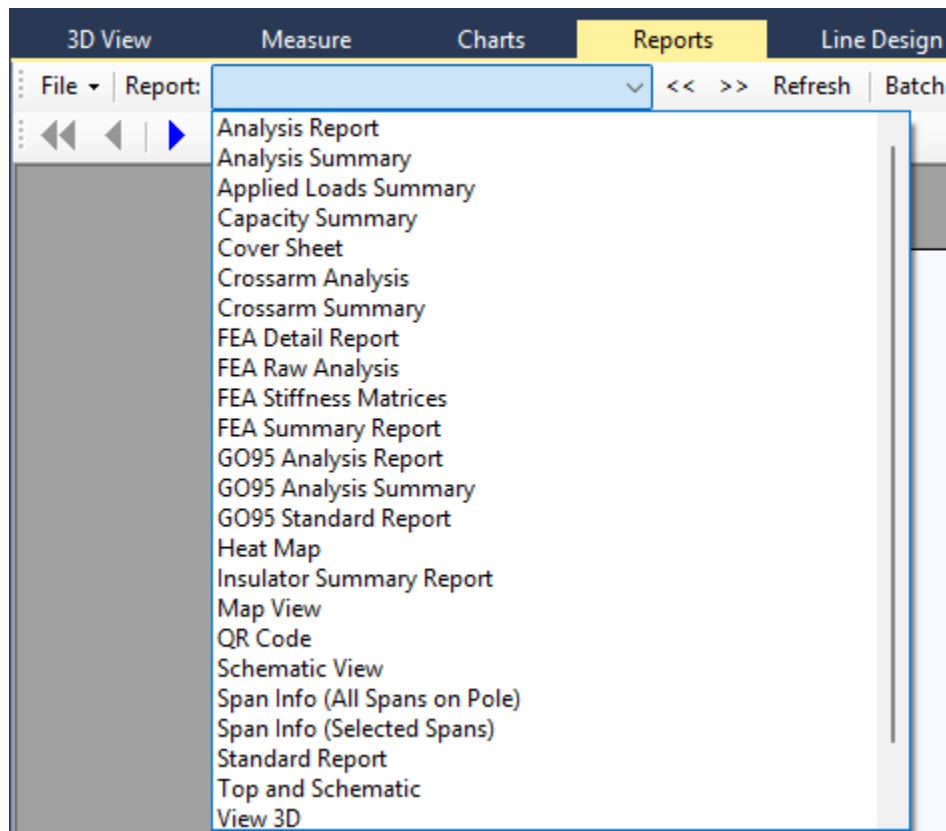 3D View Measure Charts Reports Line Design
File Report: << >> Refresh Batch
Analysis Report
Analysis Summary
Applied Loads Summary
Capacity Summary
Cover Sheet
Crossarm Analysis
Crossarm Summary
FEA Detail Report
FEA Raw Analysis
FEA Stiffness Matrices
FEA Summary Report
GO95 Analysis Report
GO95 Analysis Summary
GO95 Standard Report
Heat Map
Insulator Summary Report
Map View
QR Code
Schematic View
Span Info (All Spans on Pole)
Span Info (Selected Spans)
Standard Report
Top and Schematic
View 3D